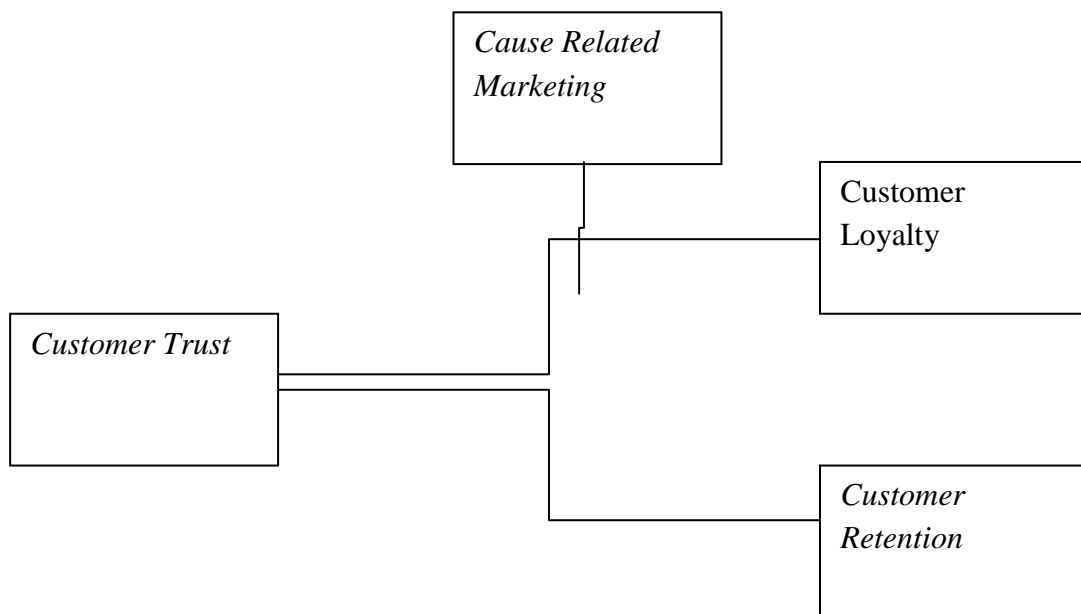 Cause Related
Marketing
Customer
Loyalty
Customer Trust
Customer
Retention